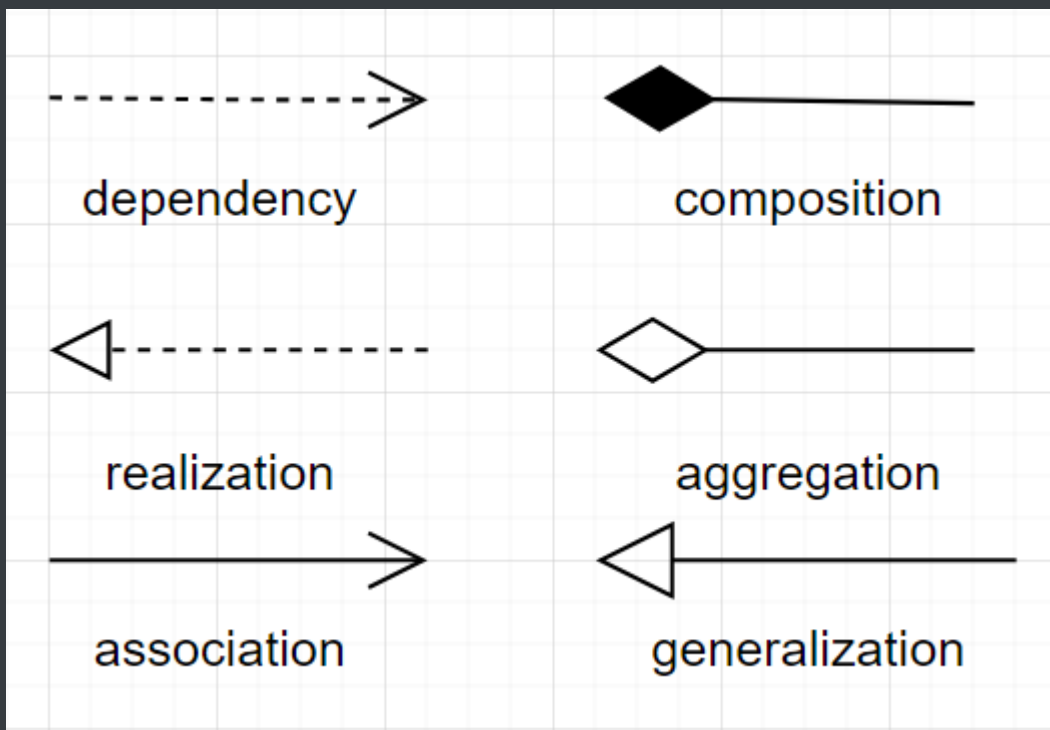 dependency
composition
realization
aggregation
association
generalization